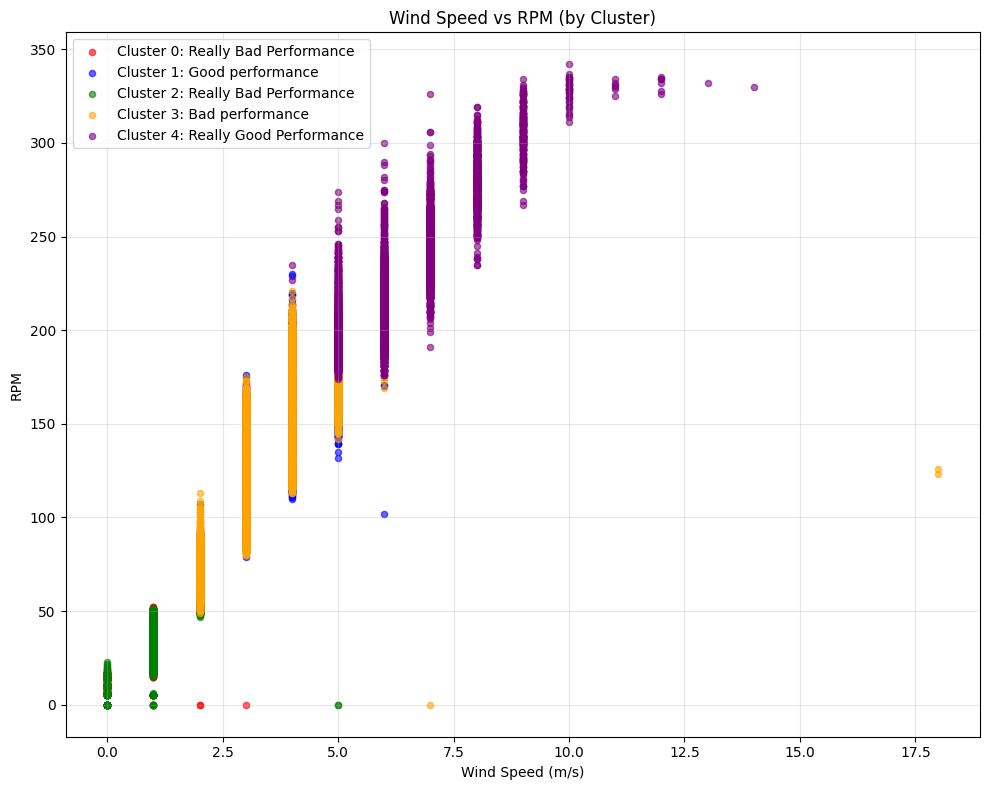 Wind Speed vs RPM (by Cluster)
Cluster 0: Really Bad Performance
Cluster 1: Good performance
Cluster 2: Really Bad Performance
Cluster 3: Bad performance
Cluster 4: Really Good Performance
RPM
350
300
250
200
150
100
50
0
0.0 2.5 5.0 7.5 10.0 12.5 15.0 17.5
Wind Speed (m/s)